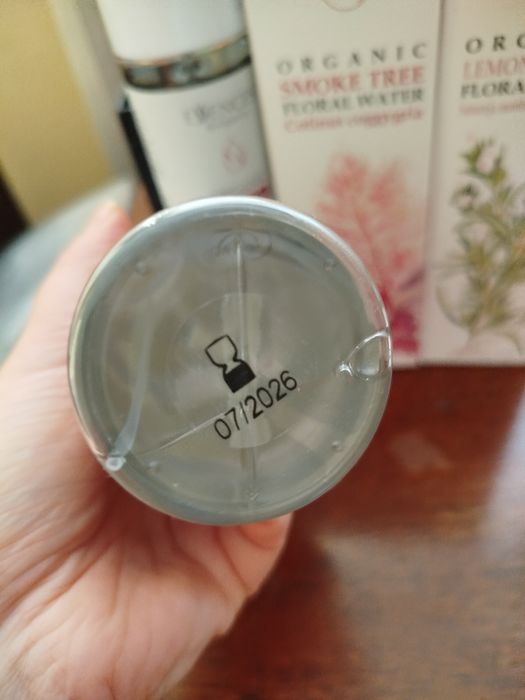 ORGANIC
SMOKE TREE
FLORAL WATER
Cotinus coggygria
ORG
LEMON
FLORA
07/2026